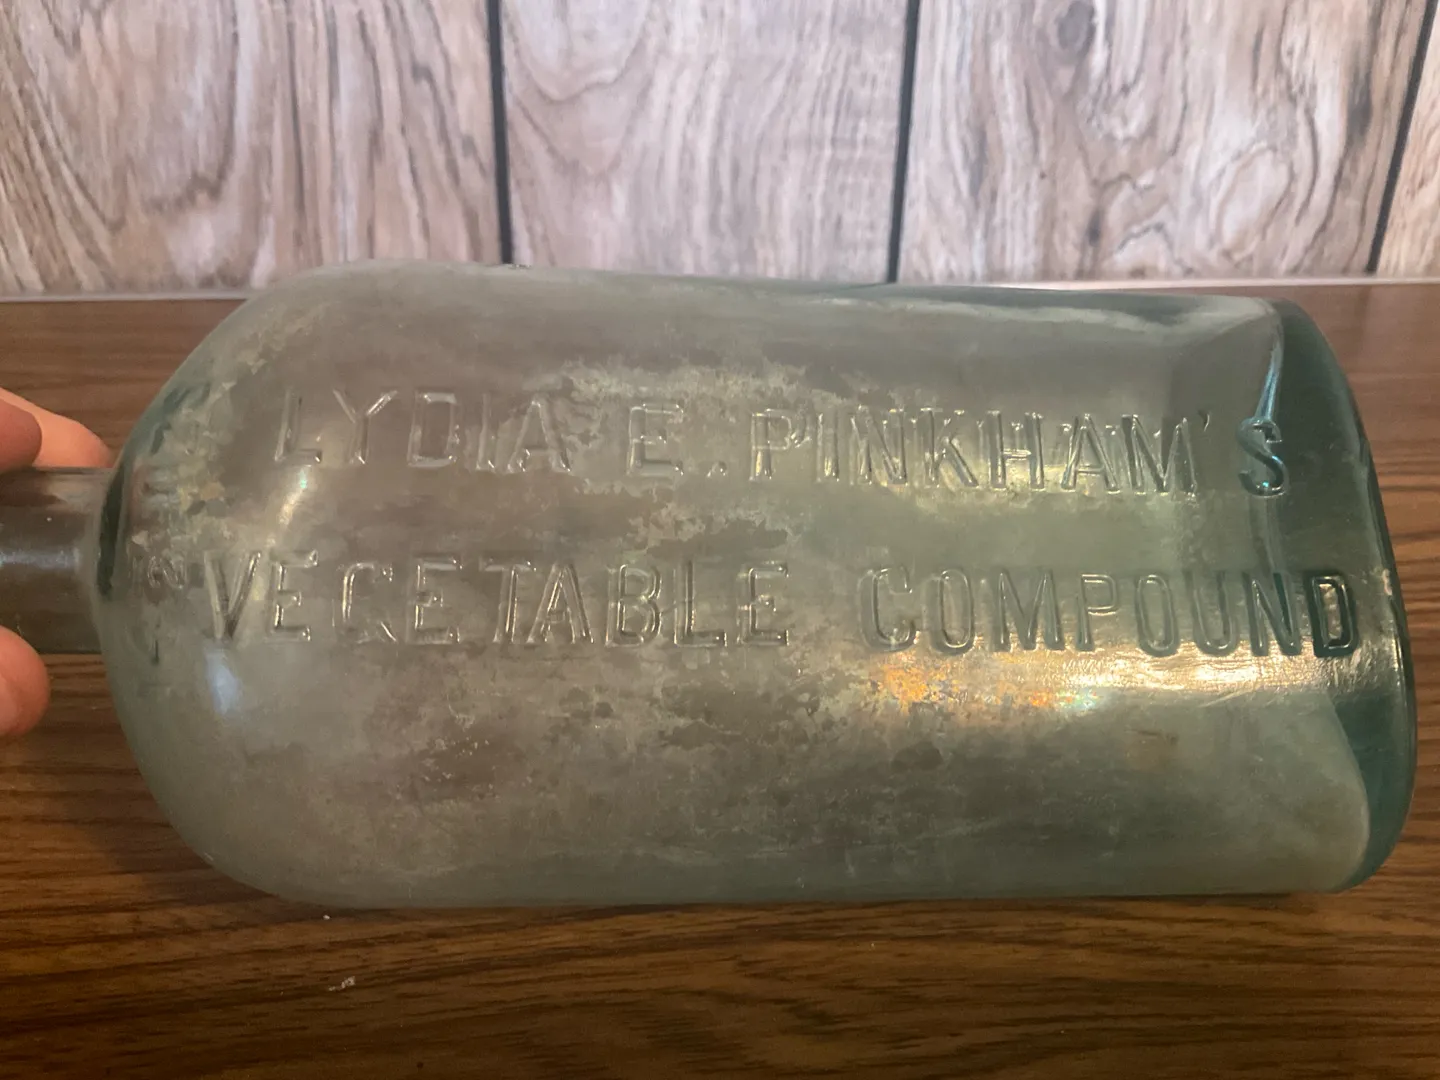 LYDIA E. PINKHAM'S
VEGETABLE COMPOUND